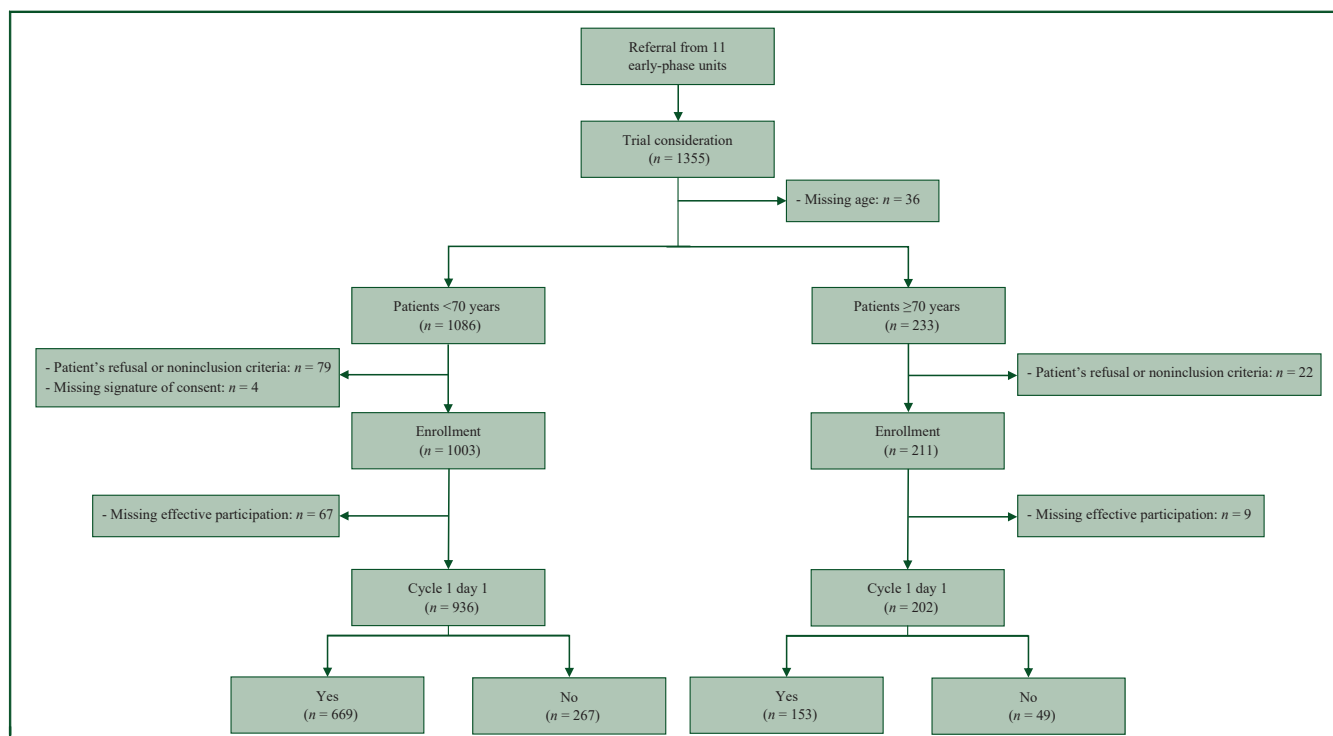 Referral from 11
early-phase units
Trial consideration
(n = 1355)
- Missing age: n = 36
Patients <70 years
(n = 1086)
Patients ≥70 years
(n = 233)
- Patient’s refusal or noninclusion criteria: n = 79
- Missing signature of consent: n = 4
- Patient’s refusal or noninclusion criteria: n = 22
Enrollment
(n = 1003)
Enrollment
(n = 211)
- Missing effective participation: n = 67
- Missing effective participation: n = 9
Cycle 1 day 1
(n = 936)
Cycle 1 day 1
(n = 202)
Yes
(n = 669)
No
(n = 267)
Yes
(n = 153)
No
(n = 49)